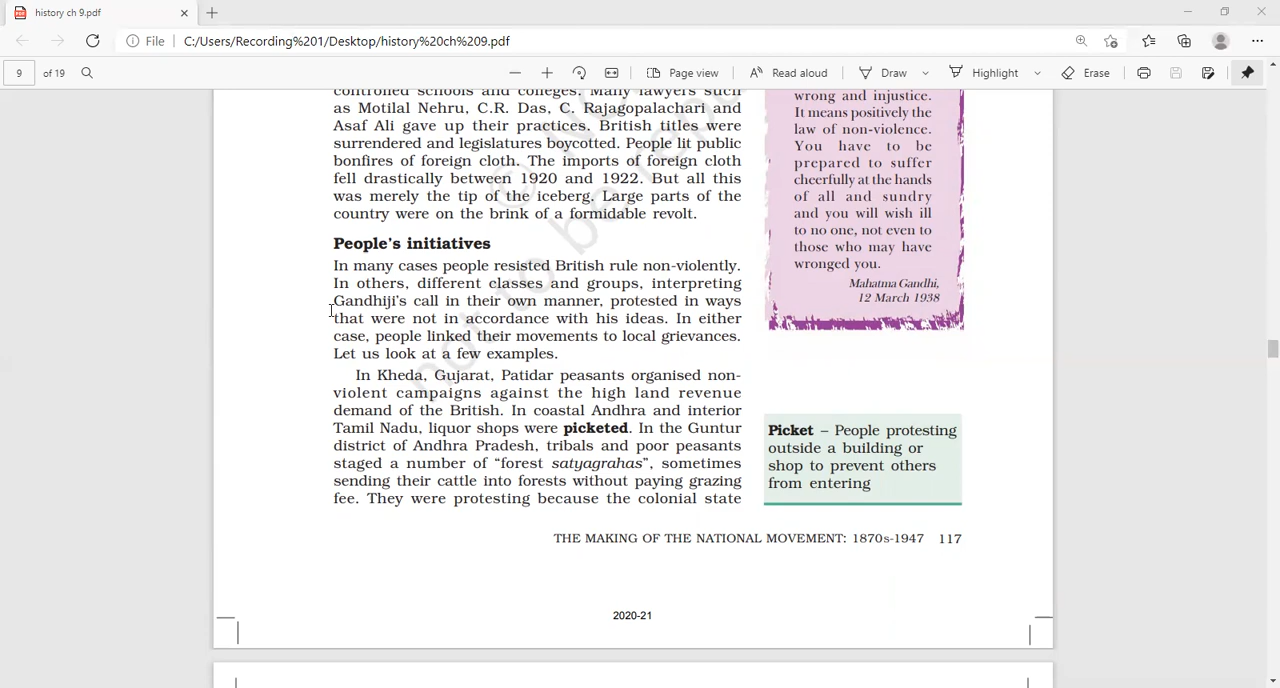 history ch 9.pdf
File
C:/Users/Recording%201/Desktop/history%20ch%209.pdf
9
of 19
Page view
Read aloud
Draw
Highlight
Erase
controlled schools and colleges. Many lawyers such
as Motilal Nehru, C.R. Das, C. Rajagopalachari and
Asaf Ali gave up their practices. British titles were
surrendered and legislatures boycotted. People lit public
bonfires of foreign cloth. The imports of foreign cloth
fell drastically between 1920 and 1922. But all this
was merely the tip of the iceberg. Large parts of the
country were on the brink of a formidable revolt.
People's initiatives
In many cases people resisted British rule non-violently.
In others, different classes and groups, interpreting
Gandhiji's call in their own manner, protested in ways
that were not in accordance with his ideas. In either
case, people linked their movements to local grievances.
Let us look at a few examples.
In Kheda, Gujarat, Patidar peasants organised non-
violent campaigns against the high land revenue
demand of the British. In coastal Andhra and interior
Tamil Nadu, liquor shops were picketed. In the Guntur
district of Andhra Pradesh, tribals and poor peasants
staged a number of “forest satyagrahas”, sometimes
sending their cattle into forests without paying grazing
fee. They were protesting because the colonial state
wrong and injustice.
It means positively the
law of non-violence.
You have to be
prepared to suffer
cheerfully at the hands
of all and sundry
and you will wish ill
to no one, not even to
those who may have
wronged you.
Mahatma Gandhi,
12 March 1938
Picket – People protesting
outside a building or
shop to prevent others
from entering
THE MAKING OF THE NATIONAL MOVEMENT: 1870s-1947 117
2020-21
not to be